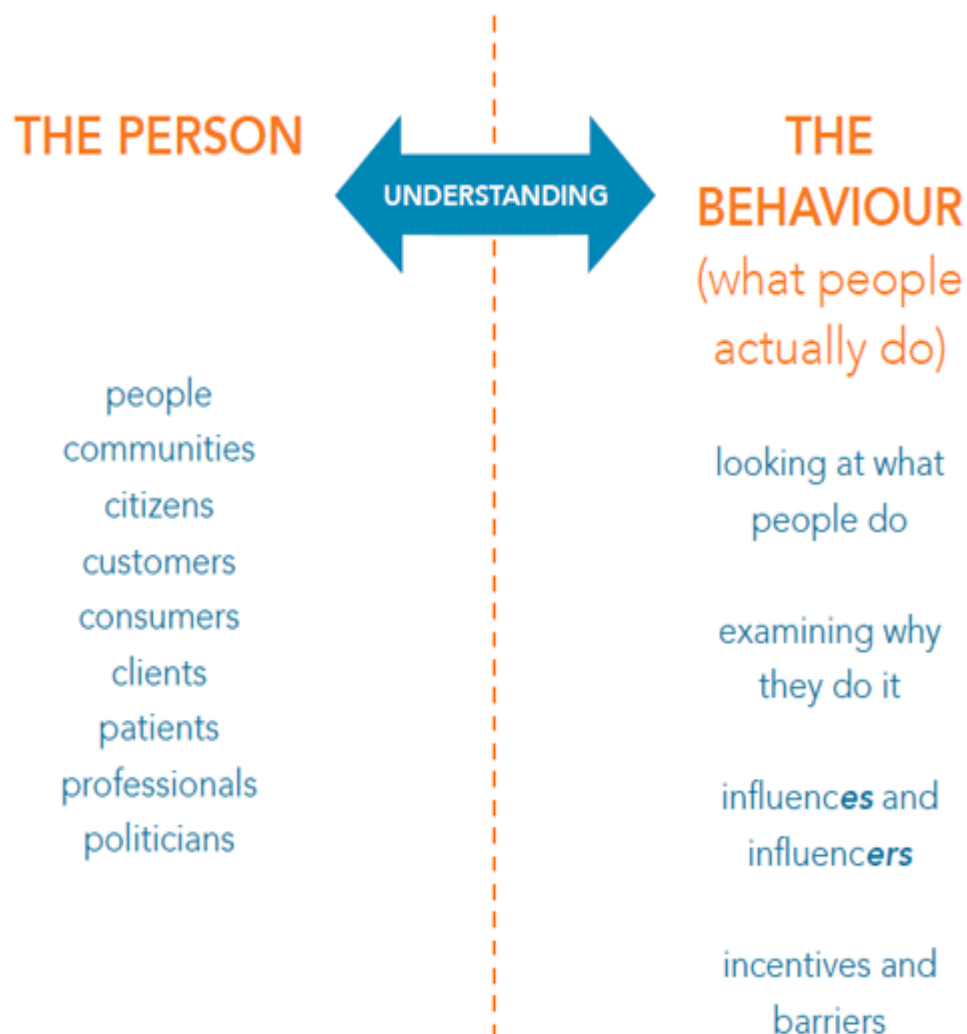 THE PERSON
UNDERSTANDING
THE
BEHAVIOUR
(what people
actually do)
people
communities
citizens
customers
consumers
clients
patients
professionals
politicians
looking at what
people do
examining why
they do it
influences and
influencers
incentives and
barriers